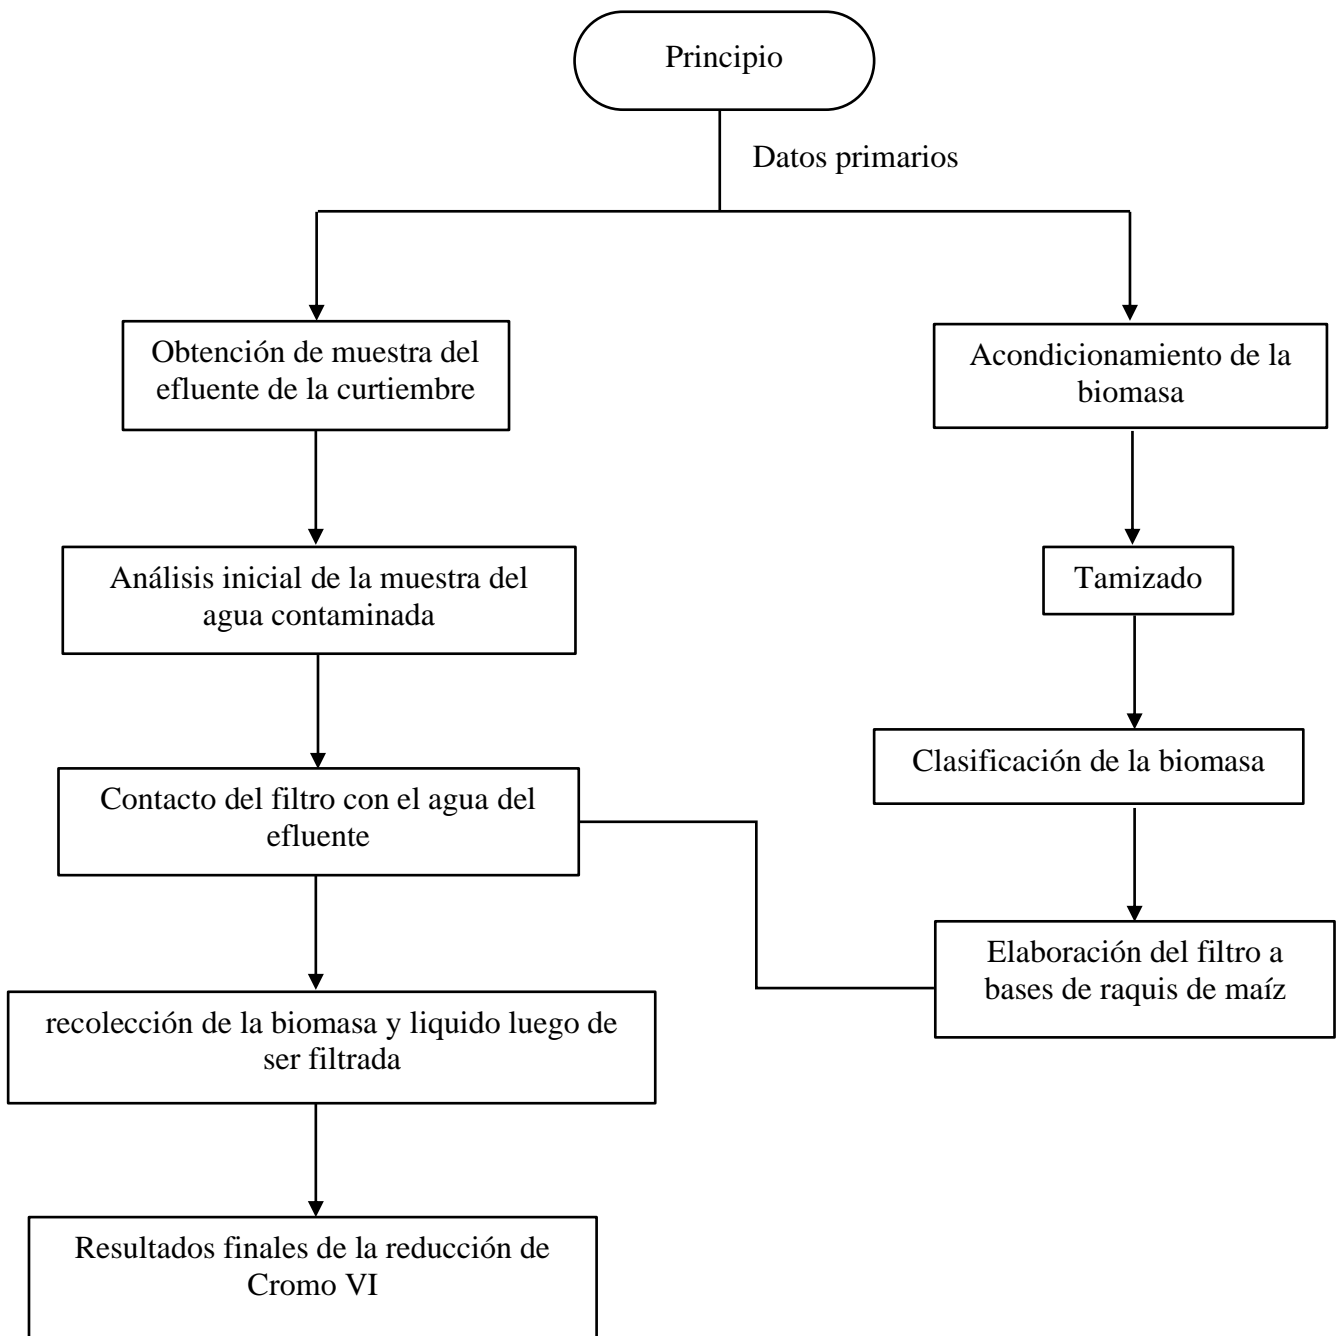 Principio
Datos primarios
Obtención de muestra del
efluente de la curtiembre
Análisis inicial de la muestra del
agua contaminada
Contacto del filtro con el agua del
efluente
recolección de la biomasa y liquido luego de
ser filtrada
Resultados finales de la reducción de
Cromo VI
Acondicionamiento de la
biomasa
Tamizado
Clasificación de la biomasa
Elaboración del filtro a
bases de raquis de maíz